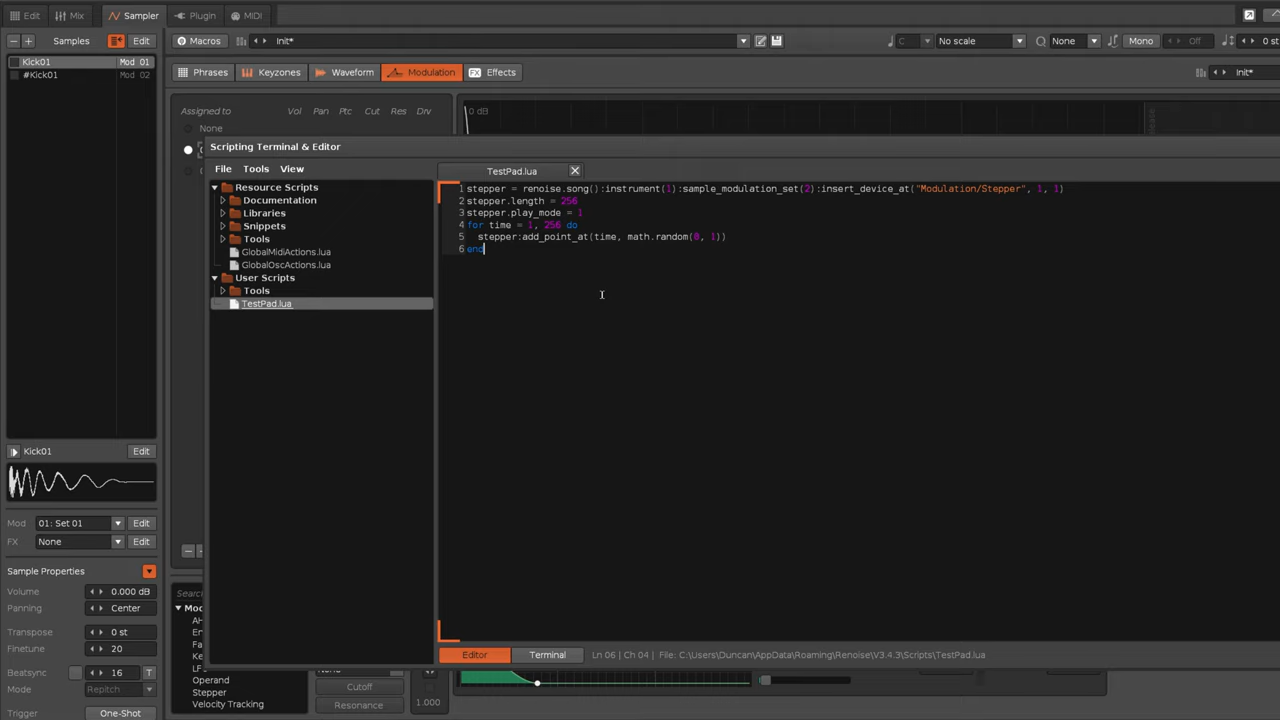 Edit Mix Sampler Plugin MIDI
Samples Edit Macros Init* C No scale None Mono Off 0 st
Kick01 Mod 01
#Kick01 Mod 02
Phrases Keyzones Waveform Modulation FX Effects Init*
Assigned to Vol Pan Ptc Cut Res Drv
0 dB
None
Scripting Terminal & Editor
File Tools View
TestPad.lua
Resource Scripts
Documentation
Libraries
Snippets
Tools
GlobalMidiActions.lua
GlobalOscActions.lua
User Scripts
Tools
TestPad.lua
1 stepper = renoise.song():instrument(1):sample_modulation_set(2):insert_device_at("Modulation/Stepper", 1, 1)
2 stepper.length = 256
3 stepper.play_mode = 1
4 for time = 1, 256 do
5 stepper:add_point_at(time, math.random(0, 1))
6 end
Kick01 Edit
Mod 01: Set 01 Edit
FX None Edit
Sample Properties
Volume 0.000 dB
Panning Center
Transpose 0 st
Finetune 20
Beatsync 16 T
Mode Repitch
Trigger One-Shot
Operand
Stepper
Velocity Tracking
Cutoff
Resonance
1.000
Editor Terminal Ln 06 | Ch 04 | File: C:\Users\Duncan\AppData\Roaming\Renoise\V3.4.3\Scripts\TestPad.lua